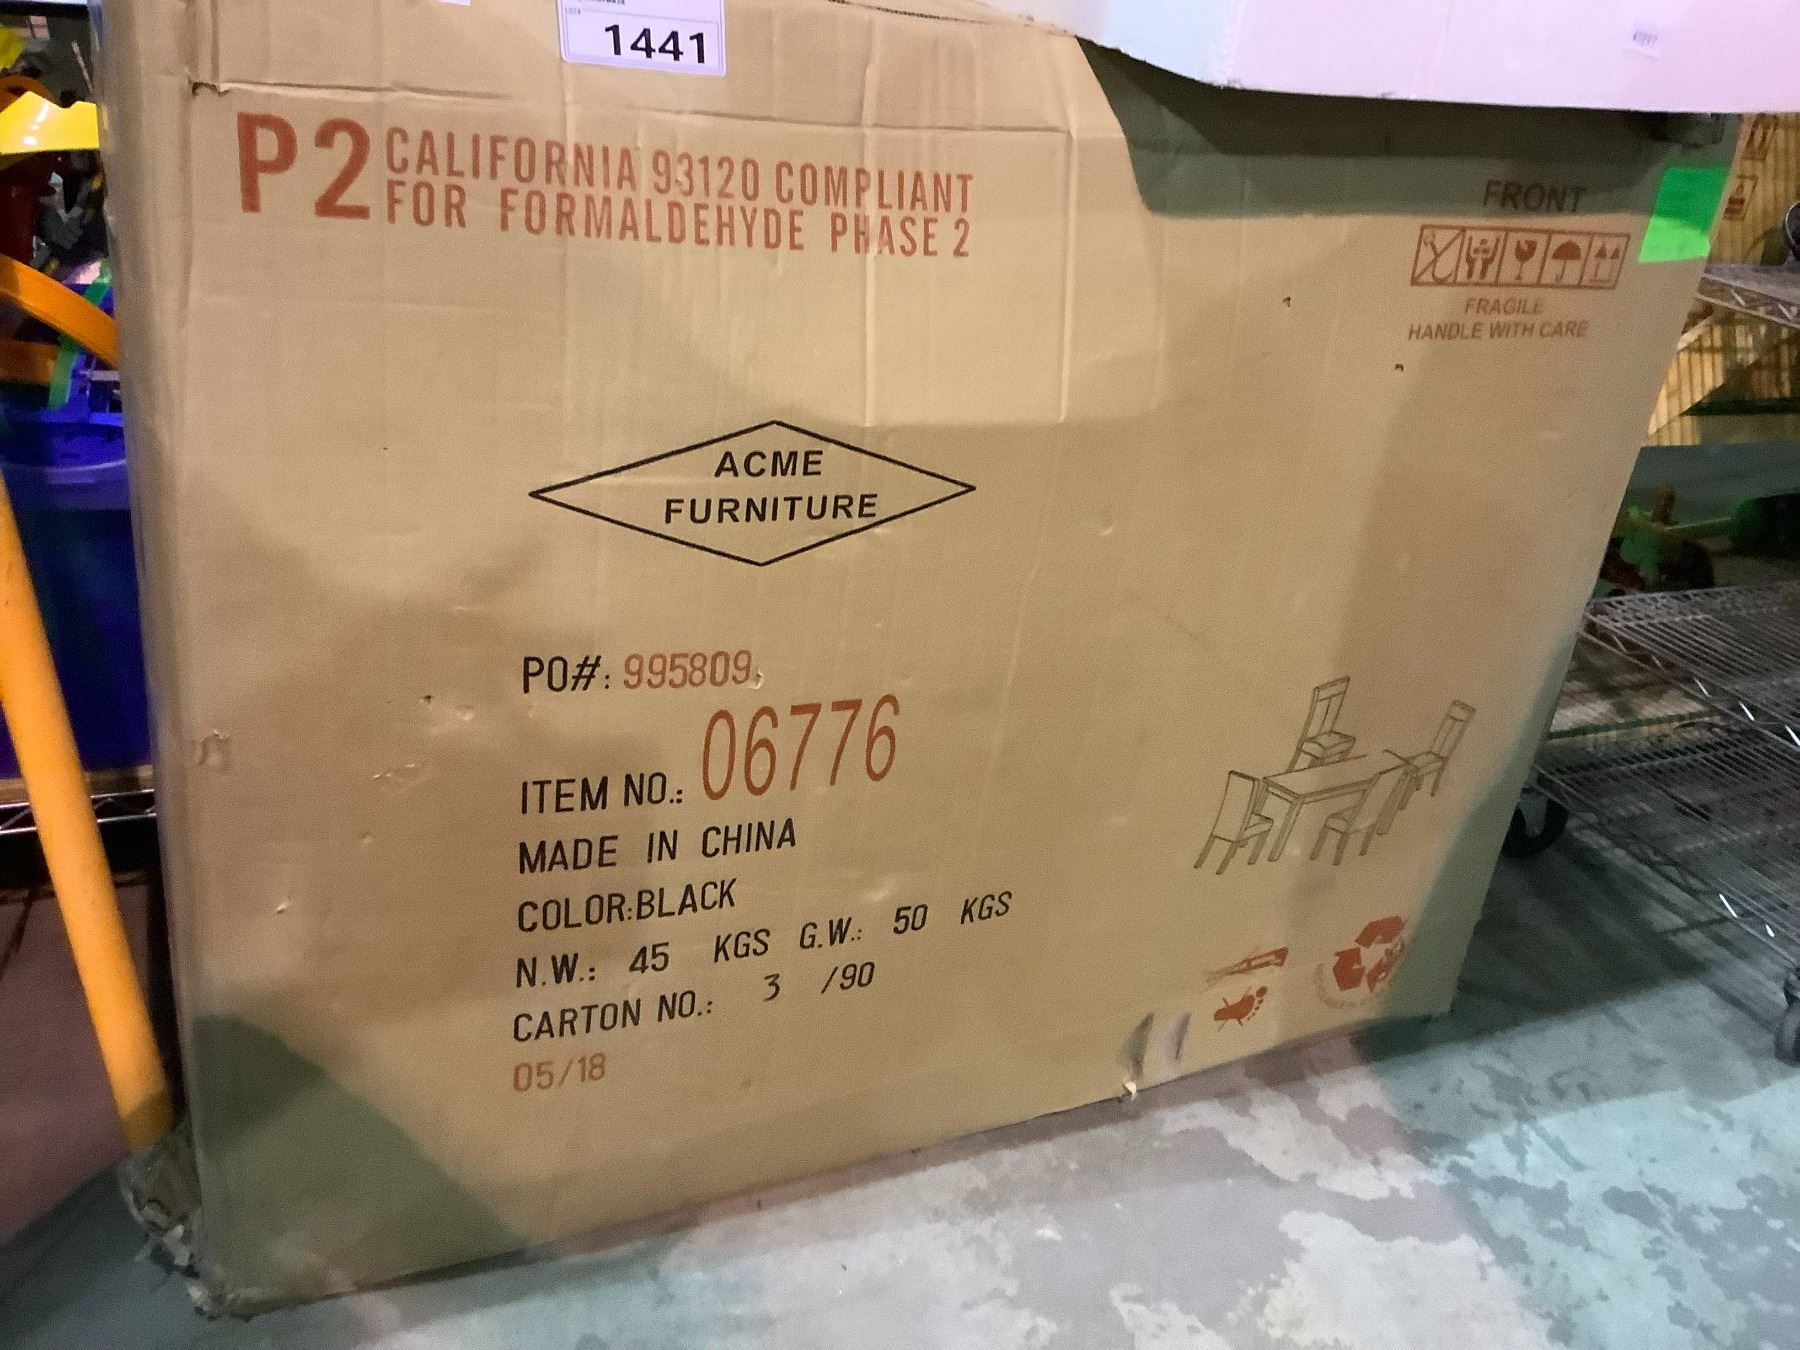 1441
P2 CALIFORNIA 93120 COMPLIANT
FOR FORMALDEHYDE PHASE 2
FRONT
FRAGILE
HANDLE WITH CARE
ACME
FURNITURE
PO#: 995809
ITEM NO.: 06776
MADE IN CHINA
COLOR:BLACK
N.W.: 45 KGS G.W.: 50 KGS
CARTON NO.: 3 /90
05/18